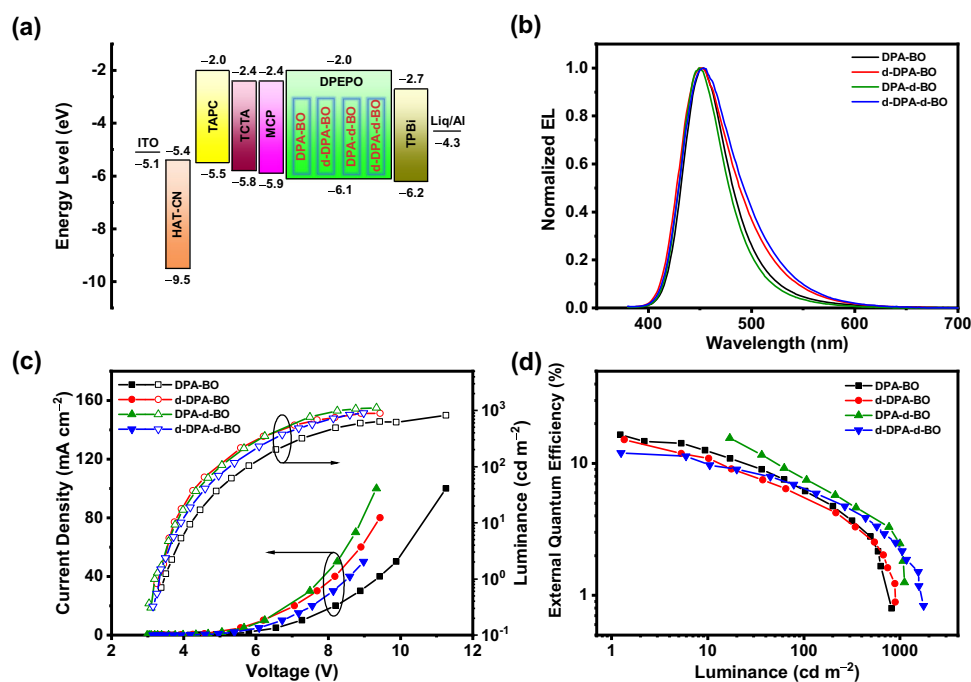 (a)
Energy Level (eV)
−2
−4
−6
−8
−10
ITO
−5.1
−5.4
HAT-CN
−9.5
−2.0
TAPC
−5.5
−2.4
TCTA
−5.8
−2.4
MCP
−5.9
−2.0
DPEPO
DPA-BO
d-DPA-BO
DPA-d-BO
d-DPA-d-BO
−6.1
−2.7
TPBi
−6.2
Liq/Al
−4.3
(b)
Normalized EL
1.0
0.8
0.6
0.4
0.2
0.0
400 500 600 700
Wavelength (nm)
DPA-BO
d-DPA-BO
DPA-d-BO
d-DPA-d-BO
(c)
Current Density (mA cm−2)
160
120
80
40
0
2 4 6 8 10 12
Voltage (V)
DPA-BO
d-DPA-BO
DPA-d-BO
d-DPA-d-BO
10³
10²
10¹
10⁰
10⁻¹
Luminance (cd m−2)
(d)
External Quantum Efficiency (%)
10
1
1 10 100 1000
Luminance (cd m−2)
DPA-BO
d-DPA-BO
DPA-d-BO
d-DPA-d-BO